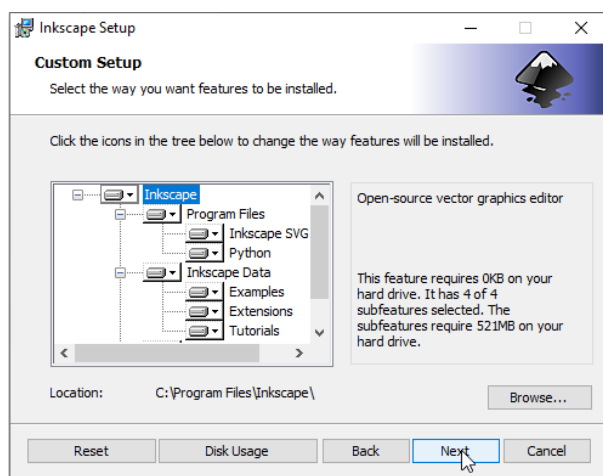 Inkscape Setup
Custom Setup
Select the way you want features to be installed.
Click the icons in the tree below to change the way features will be installed.
Inkscape
Program Files
Inkscape SVG
Python
Inkscape Data
Examples
Extensions
Tutorials
Open-source vector graphics editor
This feature requires 0KB on your
hard drive. It has 4 of 4
subfeatures selected. The
subfeatures require 521MB on your
hard drive.
Location: C:\Program Files\Inkscape\
Browse...
Reset Disk Usage Back Next Cancel